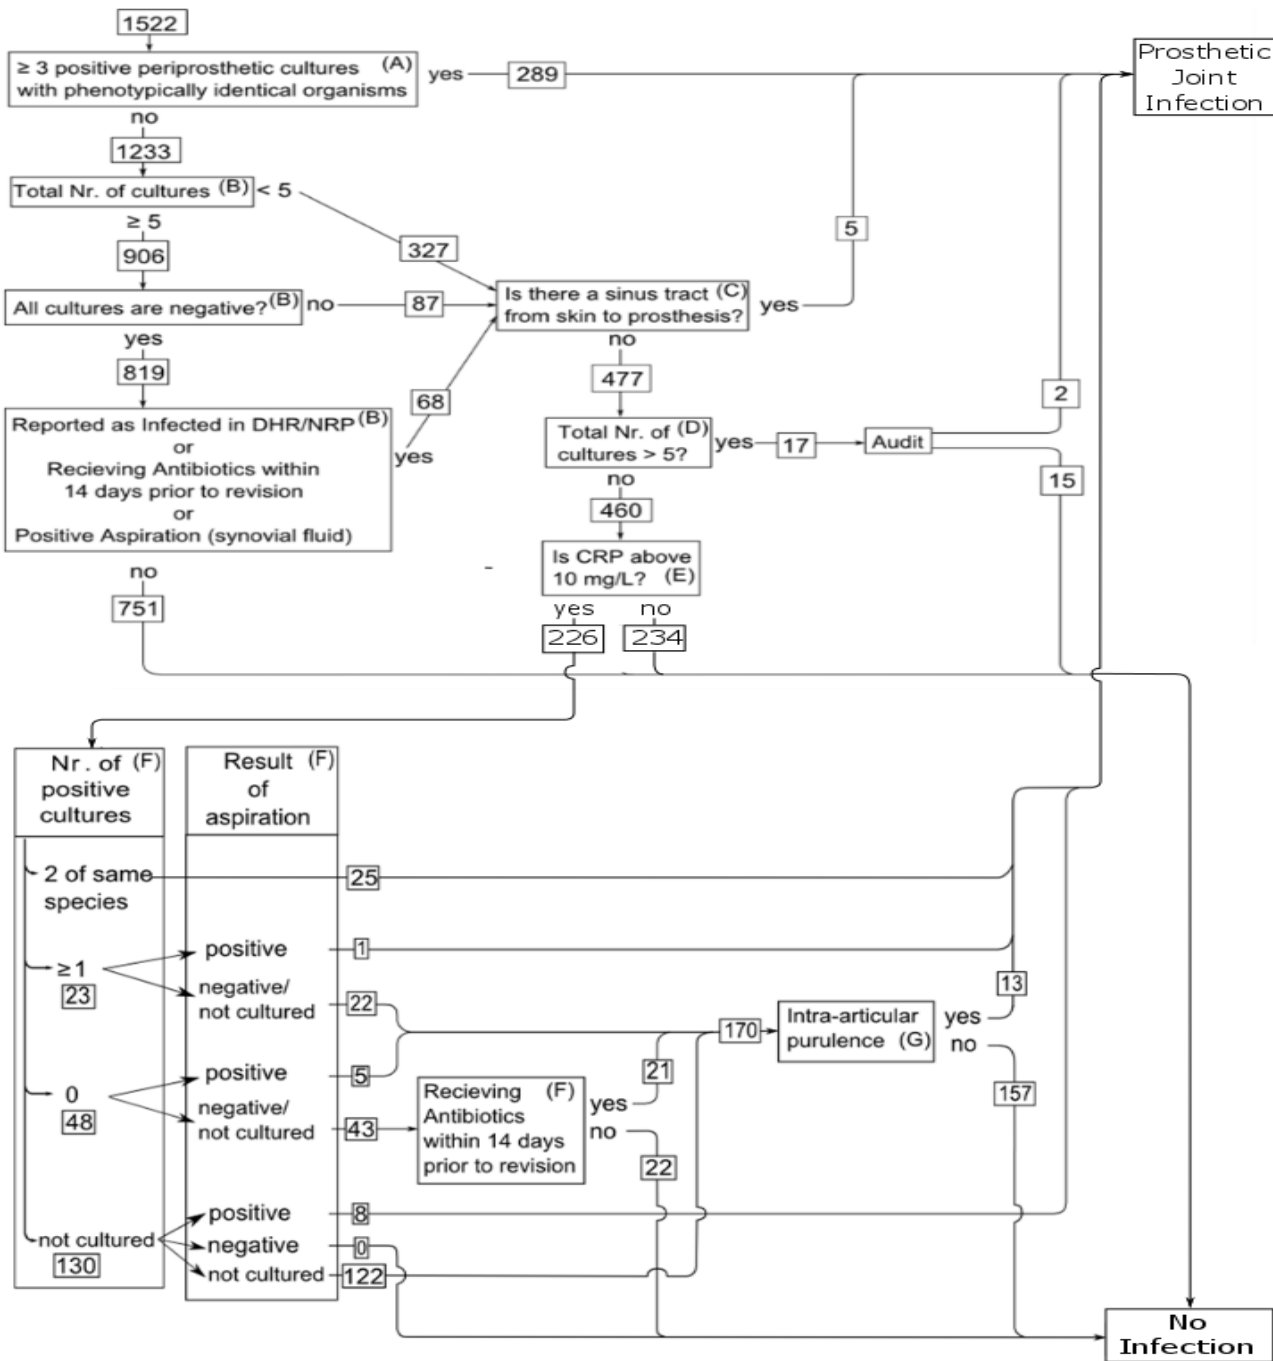 1522
≥ 3 positive periprosthetic cultures (A)
with phenotypically identical organisms
yes
289
Prosthetic
Joint
Infection
no
1233
Total Nr. of cultures (B)
< 5
≥ 5
327
906
5
All cultures are negative? (B)
no
87
Is there a sinus tract (C)
from skin to prosthesis?
yes
yes
no
819
477
68
2
Reported as Infected in DHR/NRP (B)
or
Recieving Antibiotics within
14 days prior to revision
or
Positive Aspiration (synovial fluid)
yes
Total Nr. of (D)
cultures > 5?
yes
17
Audit
15
no
460
no
751
Is CRP above
10 mg/L? (E)
yes
no
226
234
Nr. of (F)
positive
cultures
Result (F)
of
aspiration
2 of same
species
25
≥ 1
23
positive
1
negative/
not cultured
22
13
170
Intra-articular
purulence (G)
yes
no
0
48
positive
5
negative/
not cultured
43
21
Recieving (F)
Antibiotics
within 14 days
prior to revision
yes
no
157
22
not cultured
130
positive
8
negative
0
not cultured
122
No
Infection